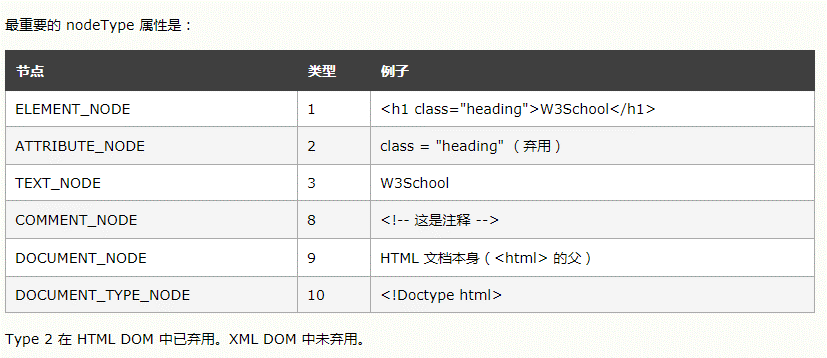 最重要的 nodeType 属性是：
节点 类型 例子
ELEMENT_NODE 1 <h1 class="heading">W3School</h1>
ATTRIBUTE_NODE 2 class = "heading" （弃用）
TEXT_NODE 3 W3School
COMMENT_NODE 8 <!-- 这是注释 -->
DOCUMENT_NODE 9 HTML 文档本身（<html> 的父）
DOCUMENT_TYPE_NODE 10 <!Doctype html>
Type 2 在 HTML DOM 中已弃用。XML DOM 中未弃用。